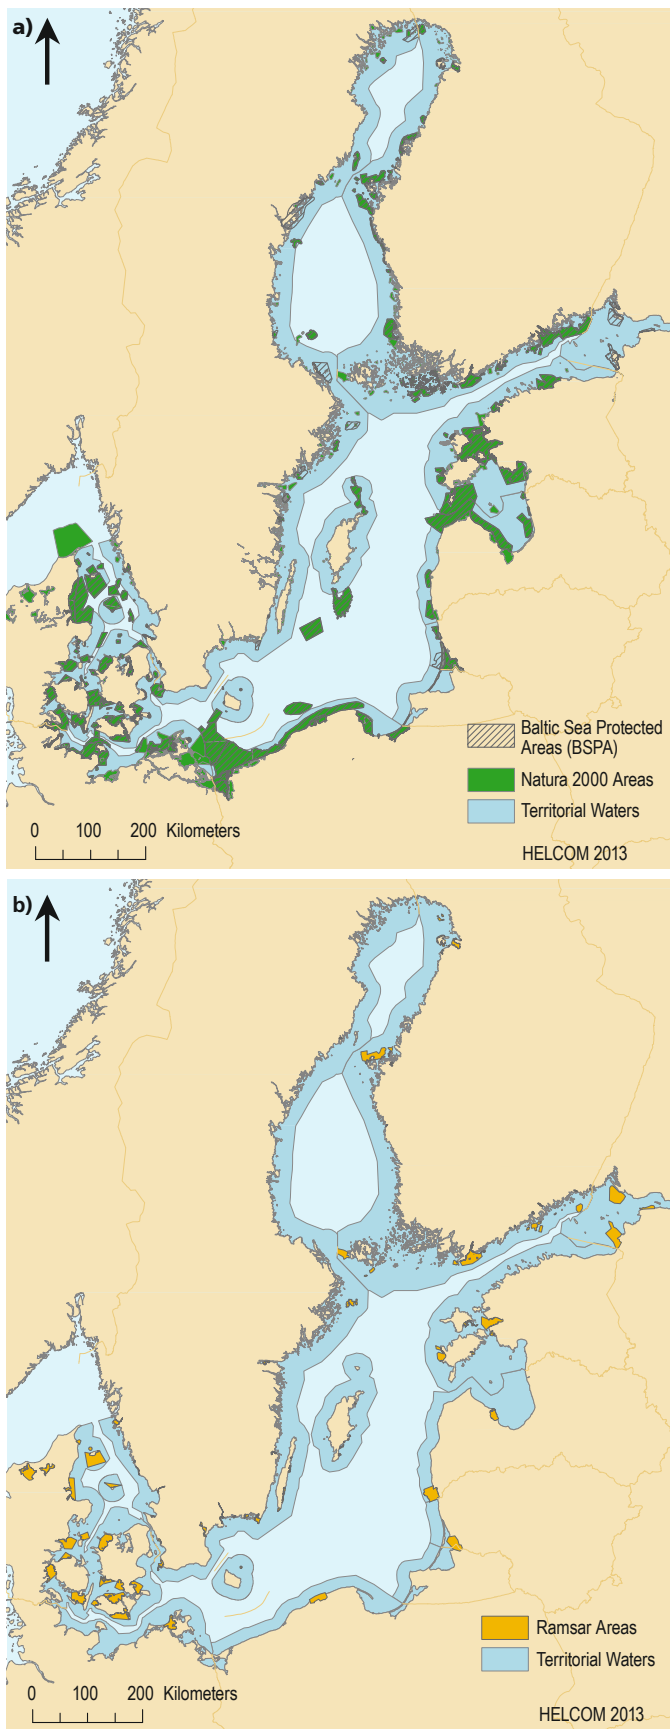 a)
Baltic Sea Protected
Areas (BSPA)
Natura 2000 Areas
Territorial Waters
0 100 200 Kilometers
HELCOM 2013
b)
Ramsar Areas
Territorial Waters
0 100 200 Kilometers
HELCOM 2013